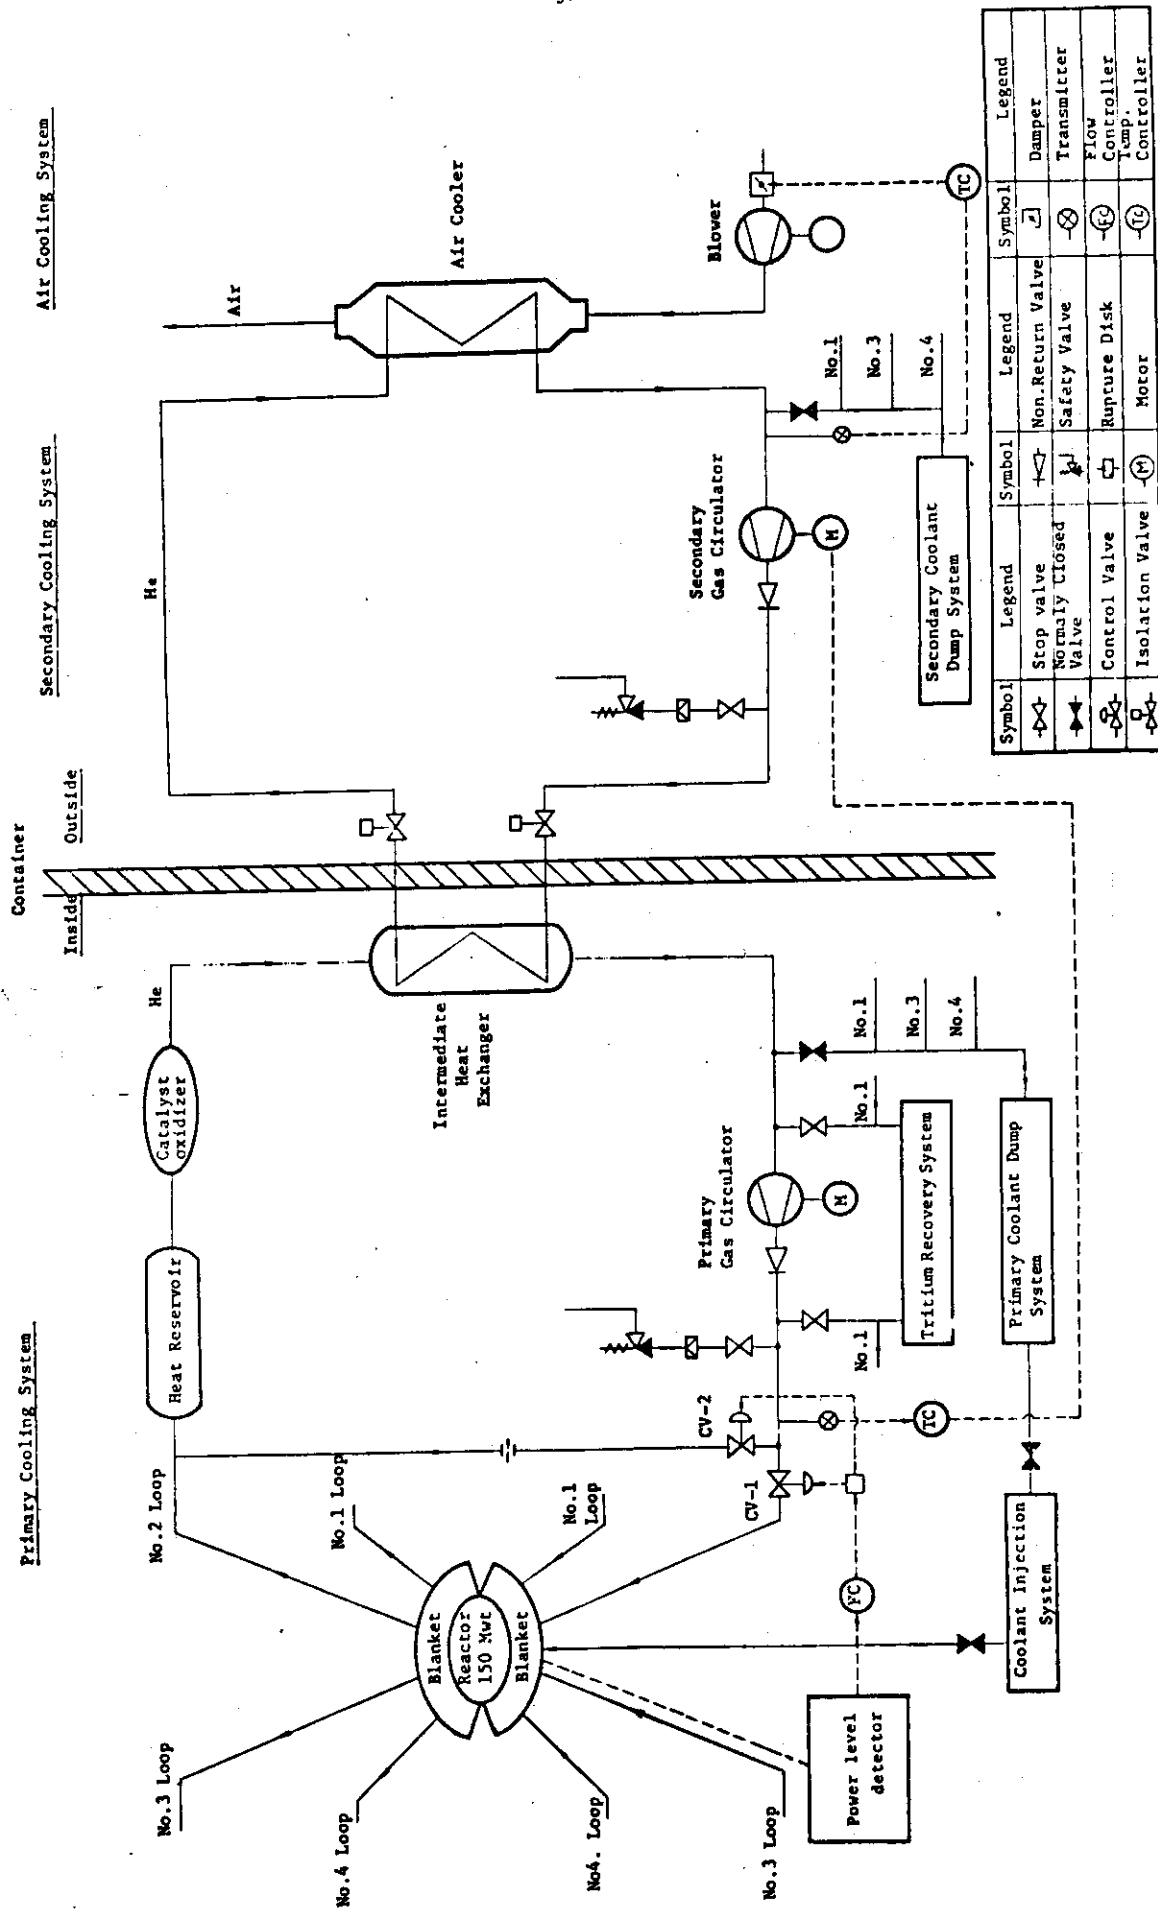 Primary Cooling System
Secondary Cooling System
Air Cooling System
Container
Inside
Outside
No.3 Loop
No.4 Loop
No.2 Loop
No.1 Loop
Heat Reservoir
Catalyst
oxidizer
He
He
Air
Blanket
Reactor
150 Mwt
Blanket
No.1
Loop
No4. Loop
No.3 Loop
Intermediate
Heat
Exchanger
Air Cooler
CV-2
CV-1
Primary
Gas Circulator
M
Secondary
Gas Circulator
M
Blower
TC
TC
FC
No.1
No.1
No.1
No.3
No.4
No.1
No.3
No.4
Power level
detector
Coolant Injection
System
Tritium Recovery System
Primary Coolant Dump
System
Secondary Coolant
Dump System
Symbol Legend Symbol Legend Symbol Legend
Stop valve Non.Return Valve Damper
Normaly Closed
Valve Safety Valve Transmitter
Control Valve Rupture Disk Fc Flow
Controller
Isolation Valve M Motor Tc Temp.
Controller